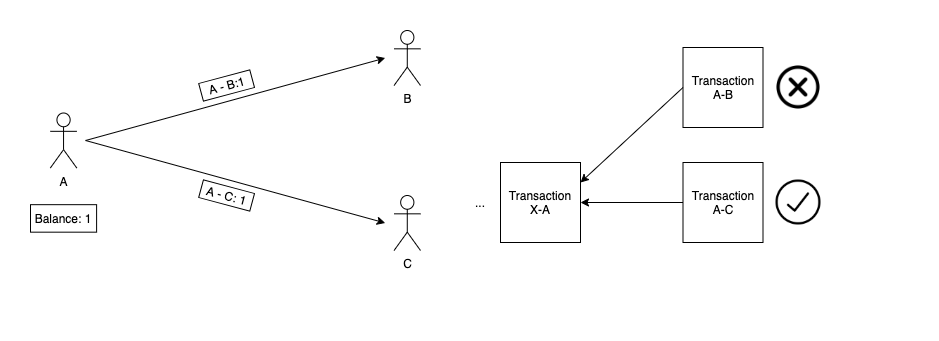 A - B:1
B
A
A - C: 1
Balance: 1
C
...
Transaction
X-A
Transaction
A-B
Transaction
A-C